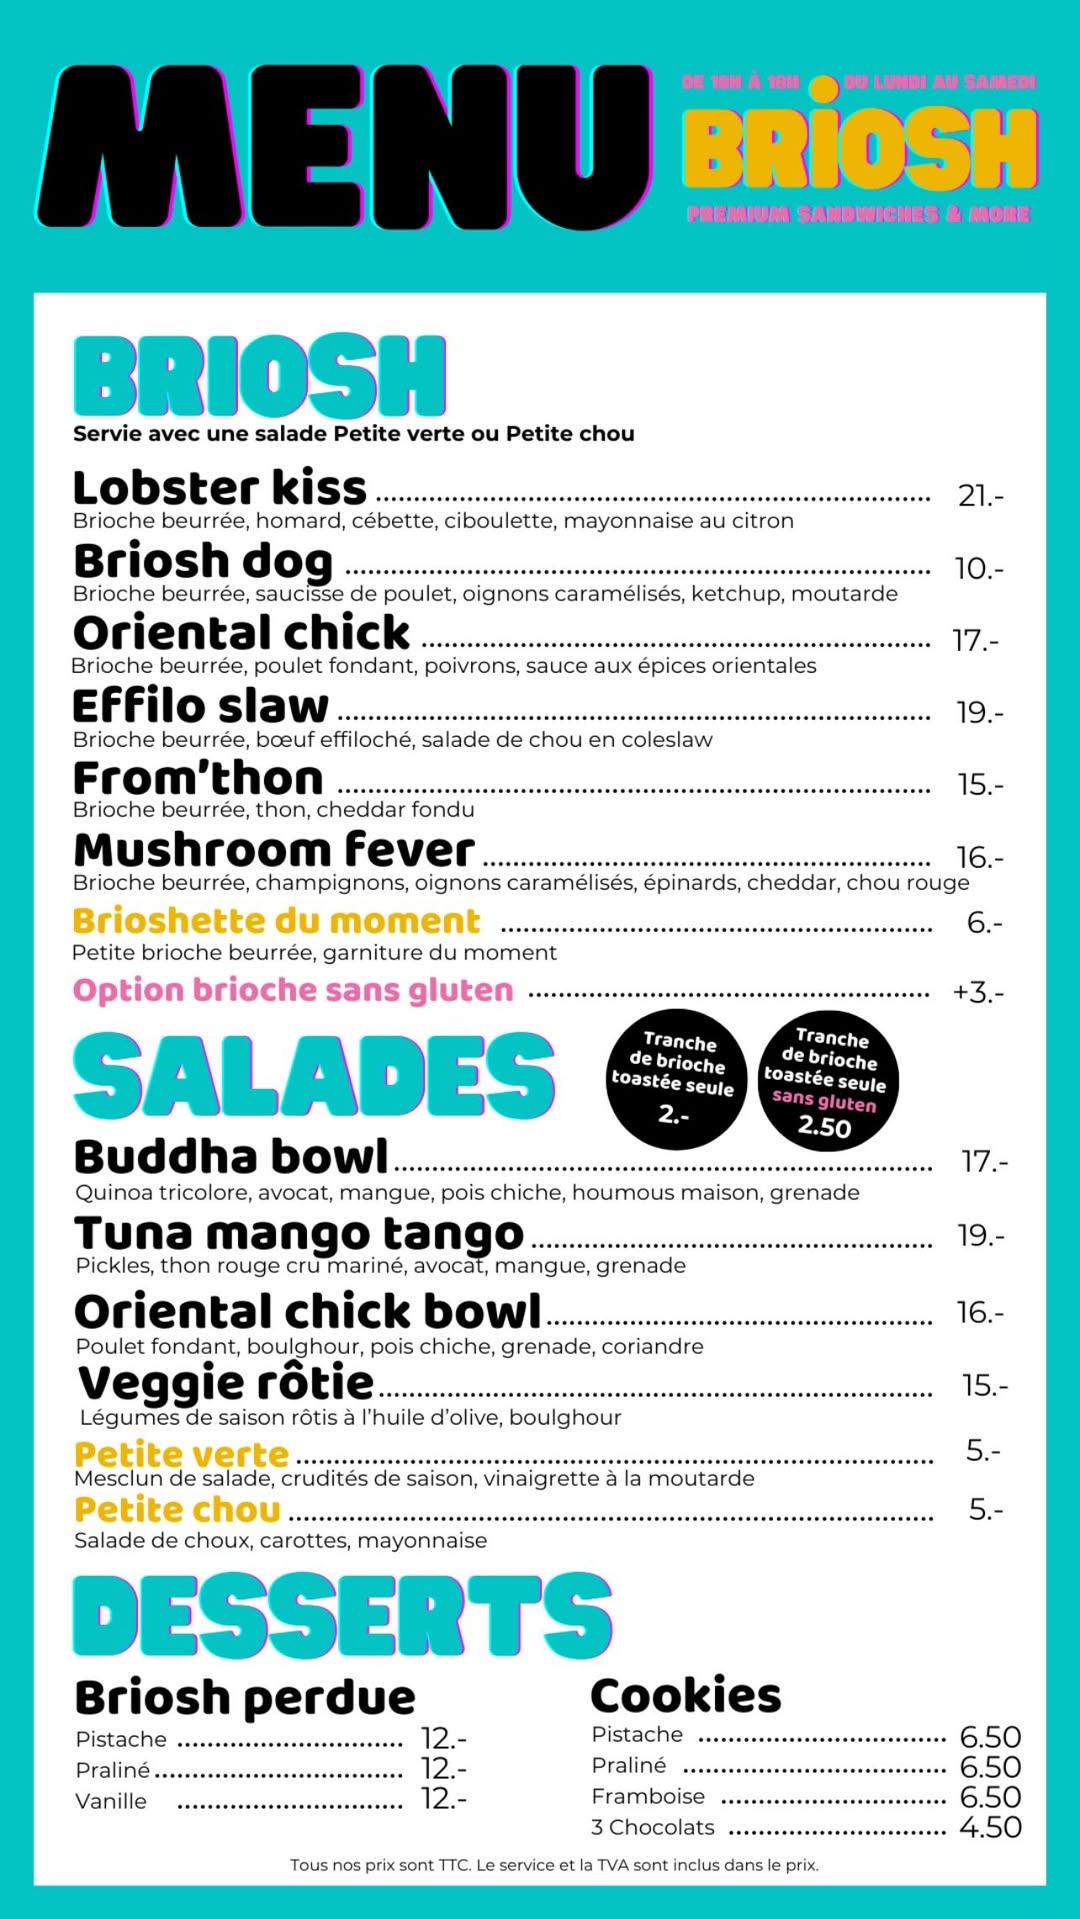 MENU
DE 10H À 18H DU LUNDI AU SAMEDI
BRIOSH
PREMIUM SANDWICHES & MORE
BRIOSH
Servie avec une salade Petite verte ou Petite chou
Lobster kiss 21.-
Brioche beurrée, homard, cébette, ciboulette, mayonnaise au citron
Briosh dog 10.-
Brioche beurrée, saucisse de poulet, oignons caramélisés, ketchup, moutarde
Oriental chick 17.-
Brioche beurrée, poulet fondant, poivrons, sauce aux épices orientales
Effilo slaw 19.-
Brioche beurrée, bœuf effiloché, salade de chou en coleslaw
From'thon 15.-
Brioche beurrée, thon, cheddar fondu
Mushroom fever 16.-
Brioche beurrée, champignons, oignons caramélisés, épinards, cheddar, chou rouge
Brioshette du moment 6.-
Petite brioche beurrée, garniture du moment
Option brioche sans gluten +3.-
SALADES
Tranche
de brioche
toastée seule
2.-
Tranche
de brioche
toastée seule
sans gluten
2.50
Buddha bowl 17.-
Quinoa tricolore, avocat, mangue, pois chiche, houmous maison, grenade
Tuna mango tango 19.-
Pickles, thon rouge cru mariné, avocat, mangue, grenade
Oriental chick bowl 16.-
Poulet fondant, boulghour, pois chiche, grenade, coriandre
Veggie rôtie 15.-
Légumes de saison rôtis à l'huile d'olive, boulghour
Petite verte 5.-
Mesclun de salade, crudités de saison, vinaigrette à la moutarde
Petite chou 5.-
Salade de choux, carottes, mayonnaise
DESSERTS
Briosh perdue
Pistache 12.-
Praliné 12.-
Vanille 12.-
Cookies
Pistache 6.50
Praliné 6.50
Framboise 6.50
3 Chocolats 4.50
Tous nos prix sont TTC. Le service et la TVA sont inclus dans le prix.